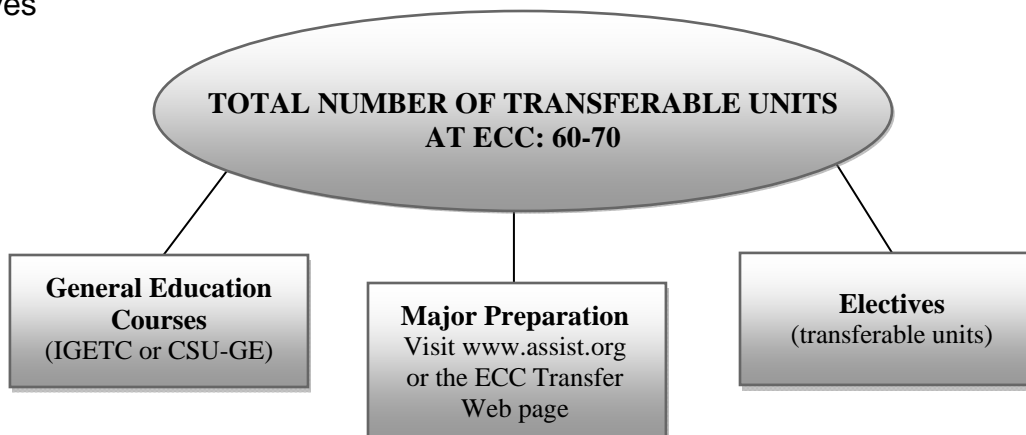 TOTAL NUMBER OF TRANSFERABLE UNITS
AT ECC: 60-70
General Education
Courses
(IGETC or CSU-GE)
Major Preparation
Visit www.assist.org
or the ECC Transfer
Web page
Electives
(transferable units)